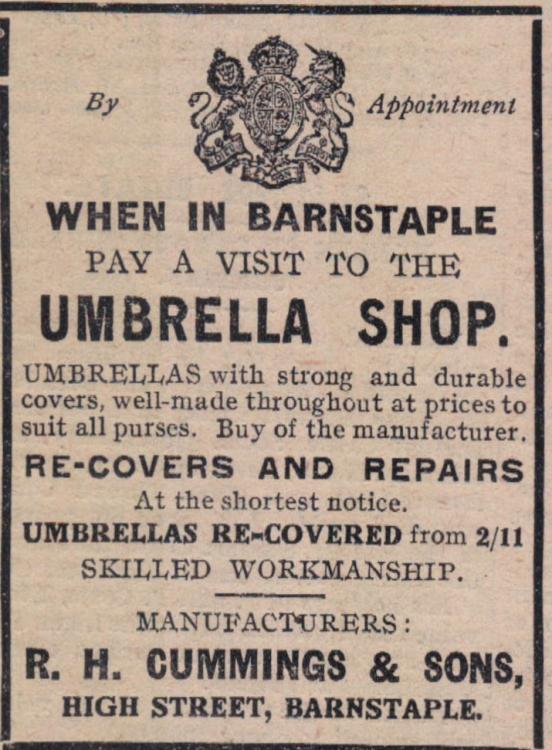 By Appointment
WHEN IN BARNSTAPLE
PAY A VISIT TO THE
UMBRELLA SHOP.
UMBRELLAS with strong and durable
covers, well-made throughout at prices to
suit all purses. Buy of the manufacturer.
RE-COVERS AND REPAIRS
At the shortest notice.
UMBRELLAS RE-COVERED from 2/11
SKILLED WORKMANSHIP.
MANUFACTURERS:
R. H. CUMMINGS & SONS,
HIGH STREET, BARNSTAPLE.